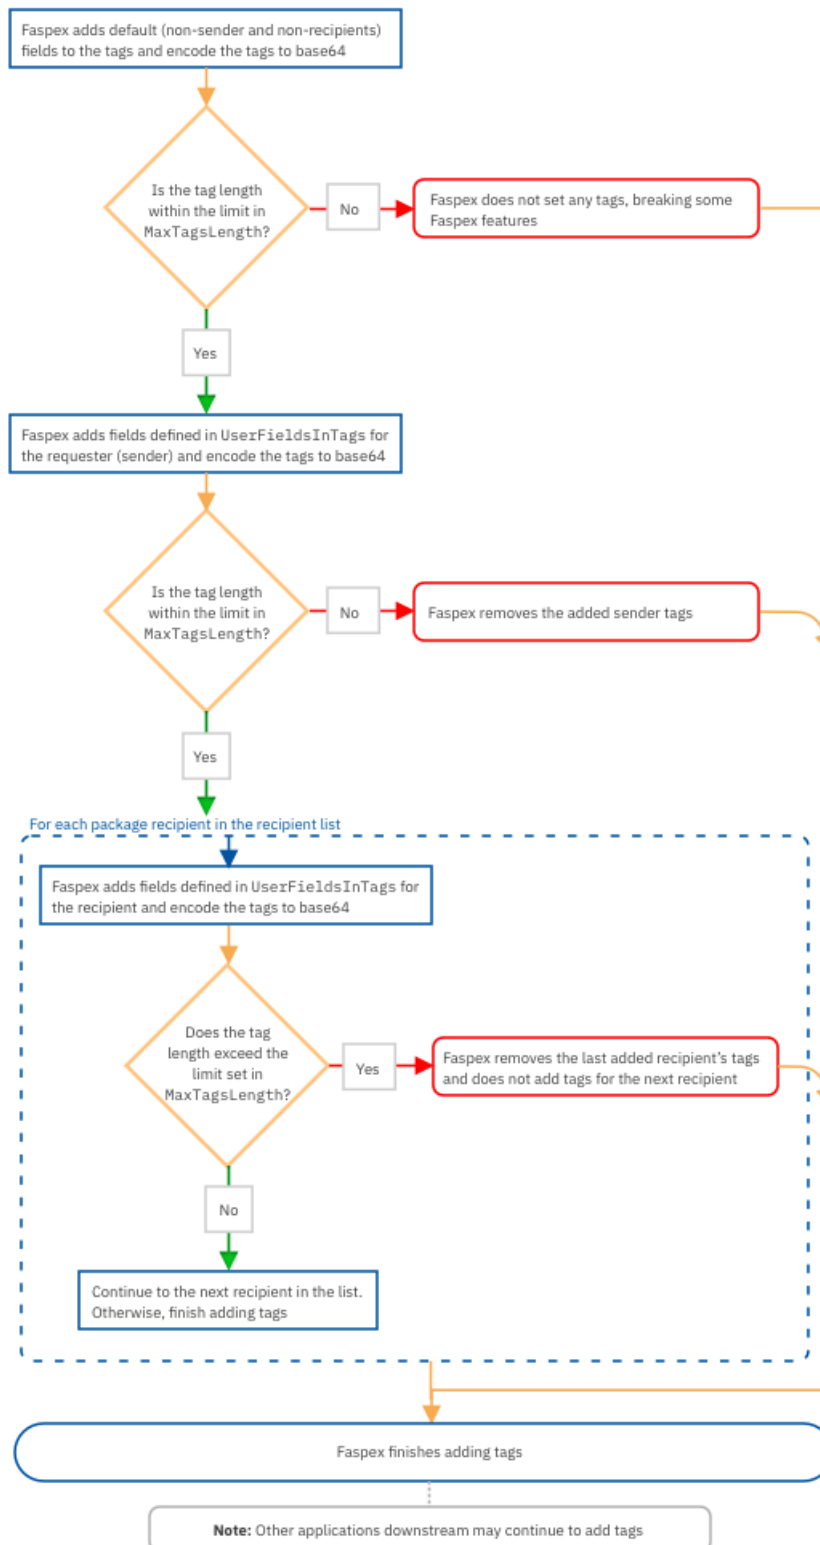 Faspex adds default (non-sender and non-recipients)
fields to the tags and encode the tags to base64
Is the tag length
within the limit in
MaxTagsLength?
No
Faspex does not set any tags, breaking some
Faspex features
Yes
Faspex adds fields defined in UserFieldsInTags for
the requester (sender) and encode the tags to base64
Is the tag length
within the limit in
MaxTagsLength?
No
Faspex removes the added sender tags
Yes
For each package recipient in the recipient list
Faspex adds fields defined in UserFieldsInTags for
the recipient and encode the tags to base64
Does the tag
length exceed the
limit set in
MaxTagsLength?
Yes
Faspex removes the last added recipient's tags
and does not add tags for the next recipient
No
Continue to the next recipient in the list.
Otherwise, finish adding tags
Faspex finishes adding tags
Note: Other applications downstream may continue to add tags